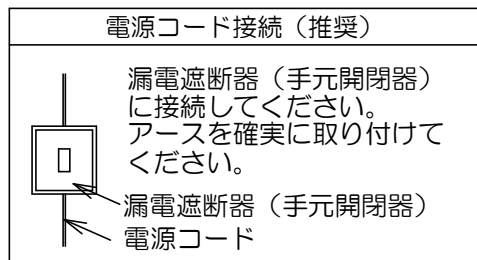 電源コード接続（推奨）
漏電遮断器（手元開閉器）
に接続してください。
アースを確実に取り付けて
ください。
漏電遮断器（手元開閉器）
電源コード